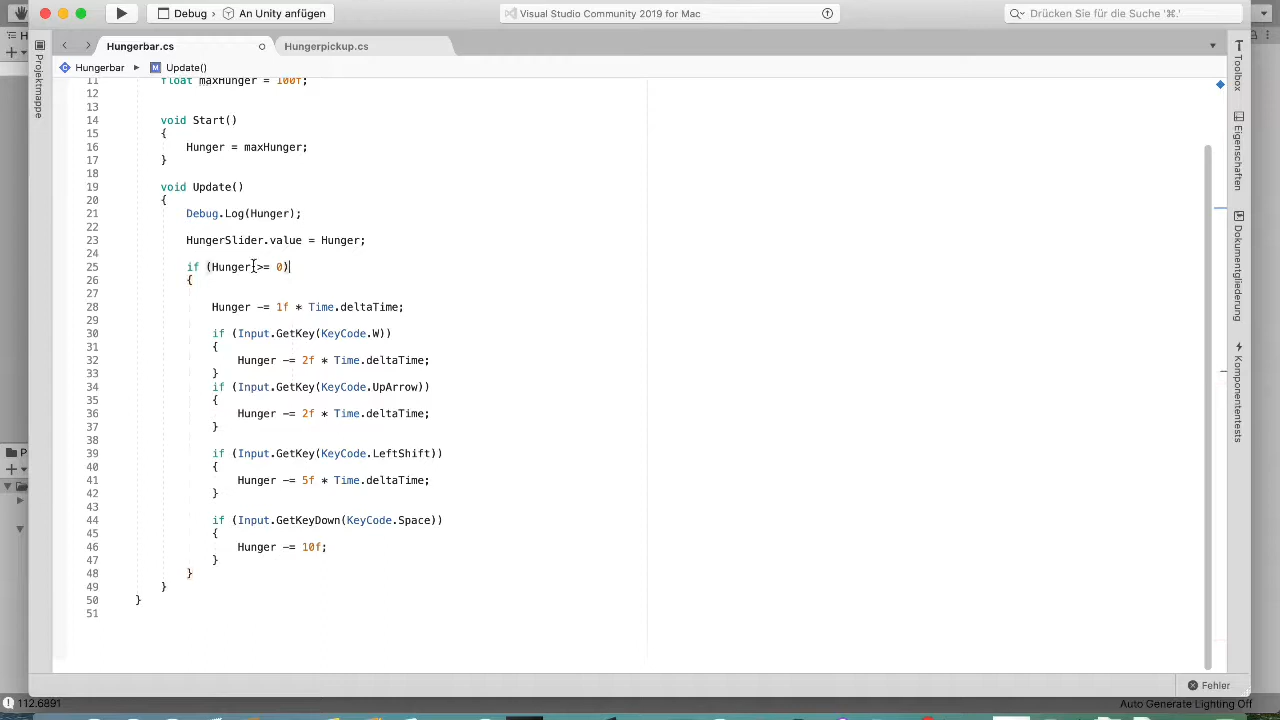 Debug › An Unity anfügen
Visual Studio Community 2019 for Mac
Drücken Sie für die Suche '⌘.'
Hungerbar.cs
Hungerpickup.cs
Hungerbar ▶ M Update()
Projektmappe
Toolbox
Eigenschaften
Dokumentgliederung
Komponententests
11 float maxHunger = 100f;
12
13
14 void Start()
15 {
16 Hunger = maxHunger;
17 }
18
19 void Update()
20 {
21 Debug.Log(Hunger);
22
23 HungerSlider.value = Hunger;
24
25 if (Hunger >= 0)
26 {
27
28 Hunger -= 1f * Time.deltaTime;
29
30 if (Input.GetKey(KeyCode.W))
31 {
32 Hunger -= 2f * Time.deltaTime;
33 }
34 if (Input.GetKey(KeyCode.UpArrow))
35 {
36 Hunger -= 2f * Time.deltaTime;
37 }
38
39 if (Input.GetKey(KeyCode.LeftShift))
40 {
41 Hunger -= 5f * Time.deltaTime;
42 }
43
44 if (Input.GetKeyDown(KeyCode.Space))
45 {
46 Hunger -= 10f;
47 }
48 }
49 }
50 }
51
Fehler
112.6891
Auto Generate Lighting Off